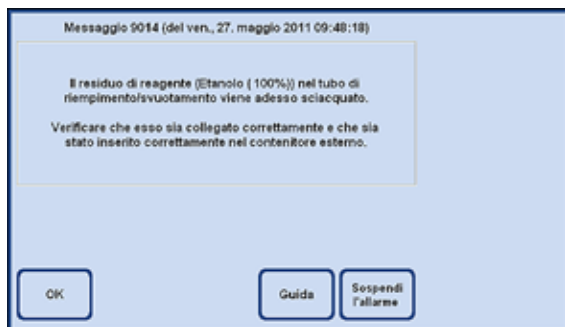 Messaggio 9014 (del ven., 27. maggio 2011 09:48:18)
Il residuo di reagente (Etanolo (100%)) nel tubo di
riempimento/svuotamento viene adesso sciacquato.
Verificare che esso sia collegato correttamente e che sia
stato inserito correttamente nel contenitore esterno.
OK
Guida
Sospendi
l'allarme